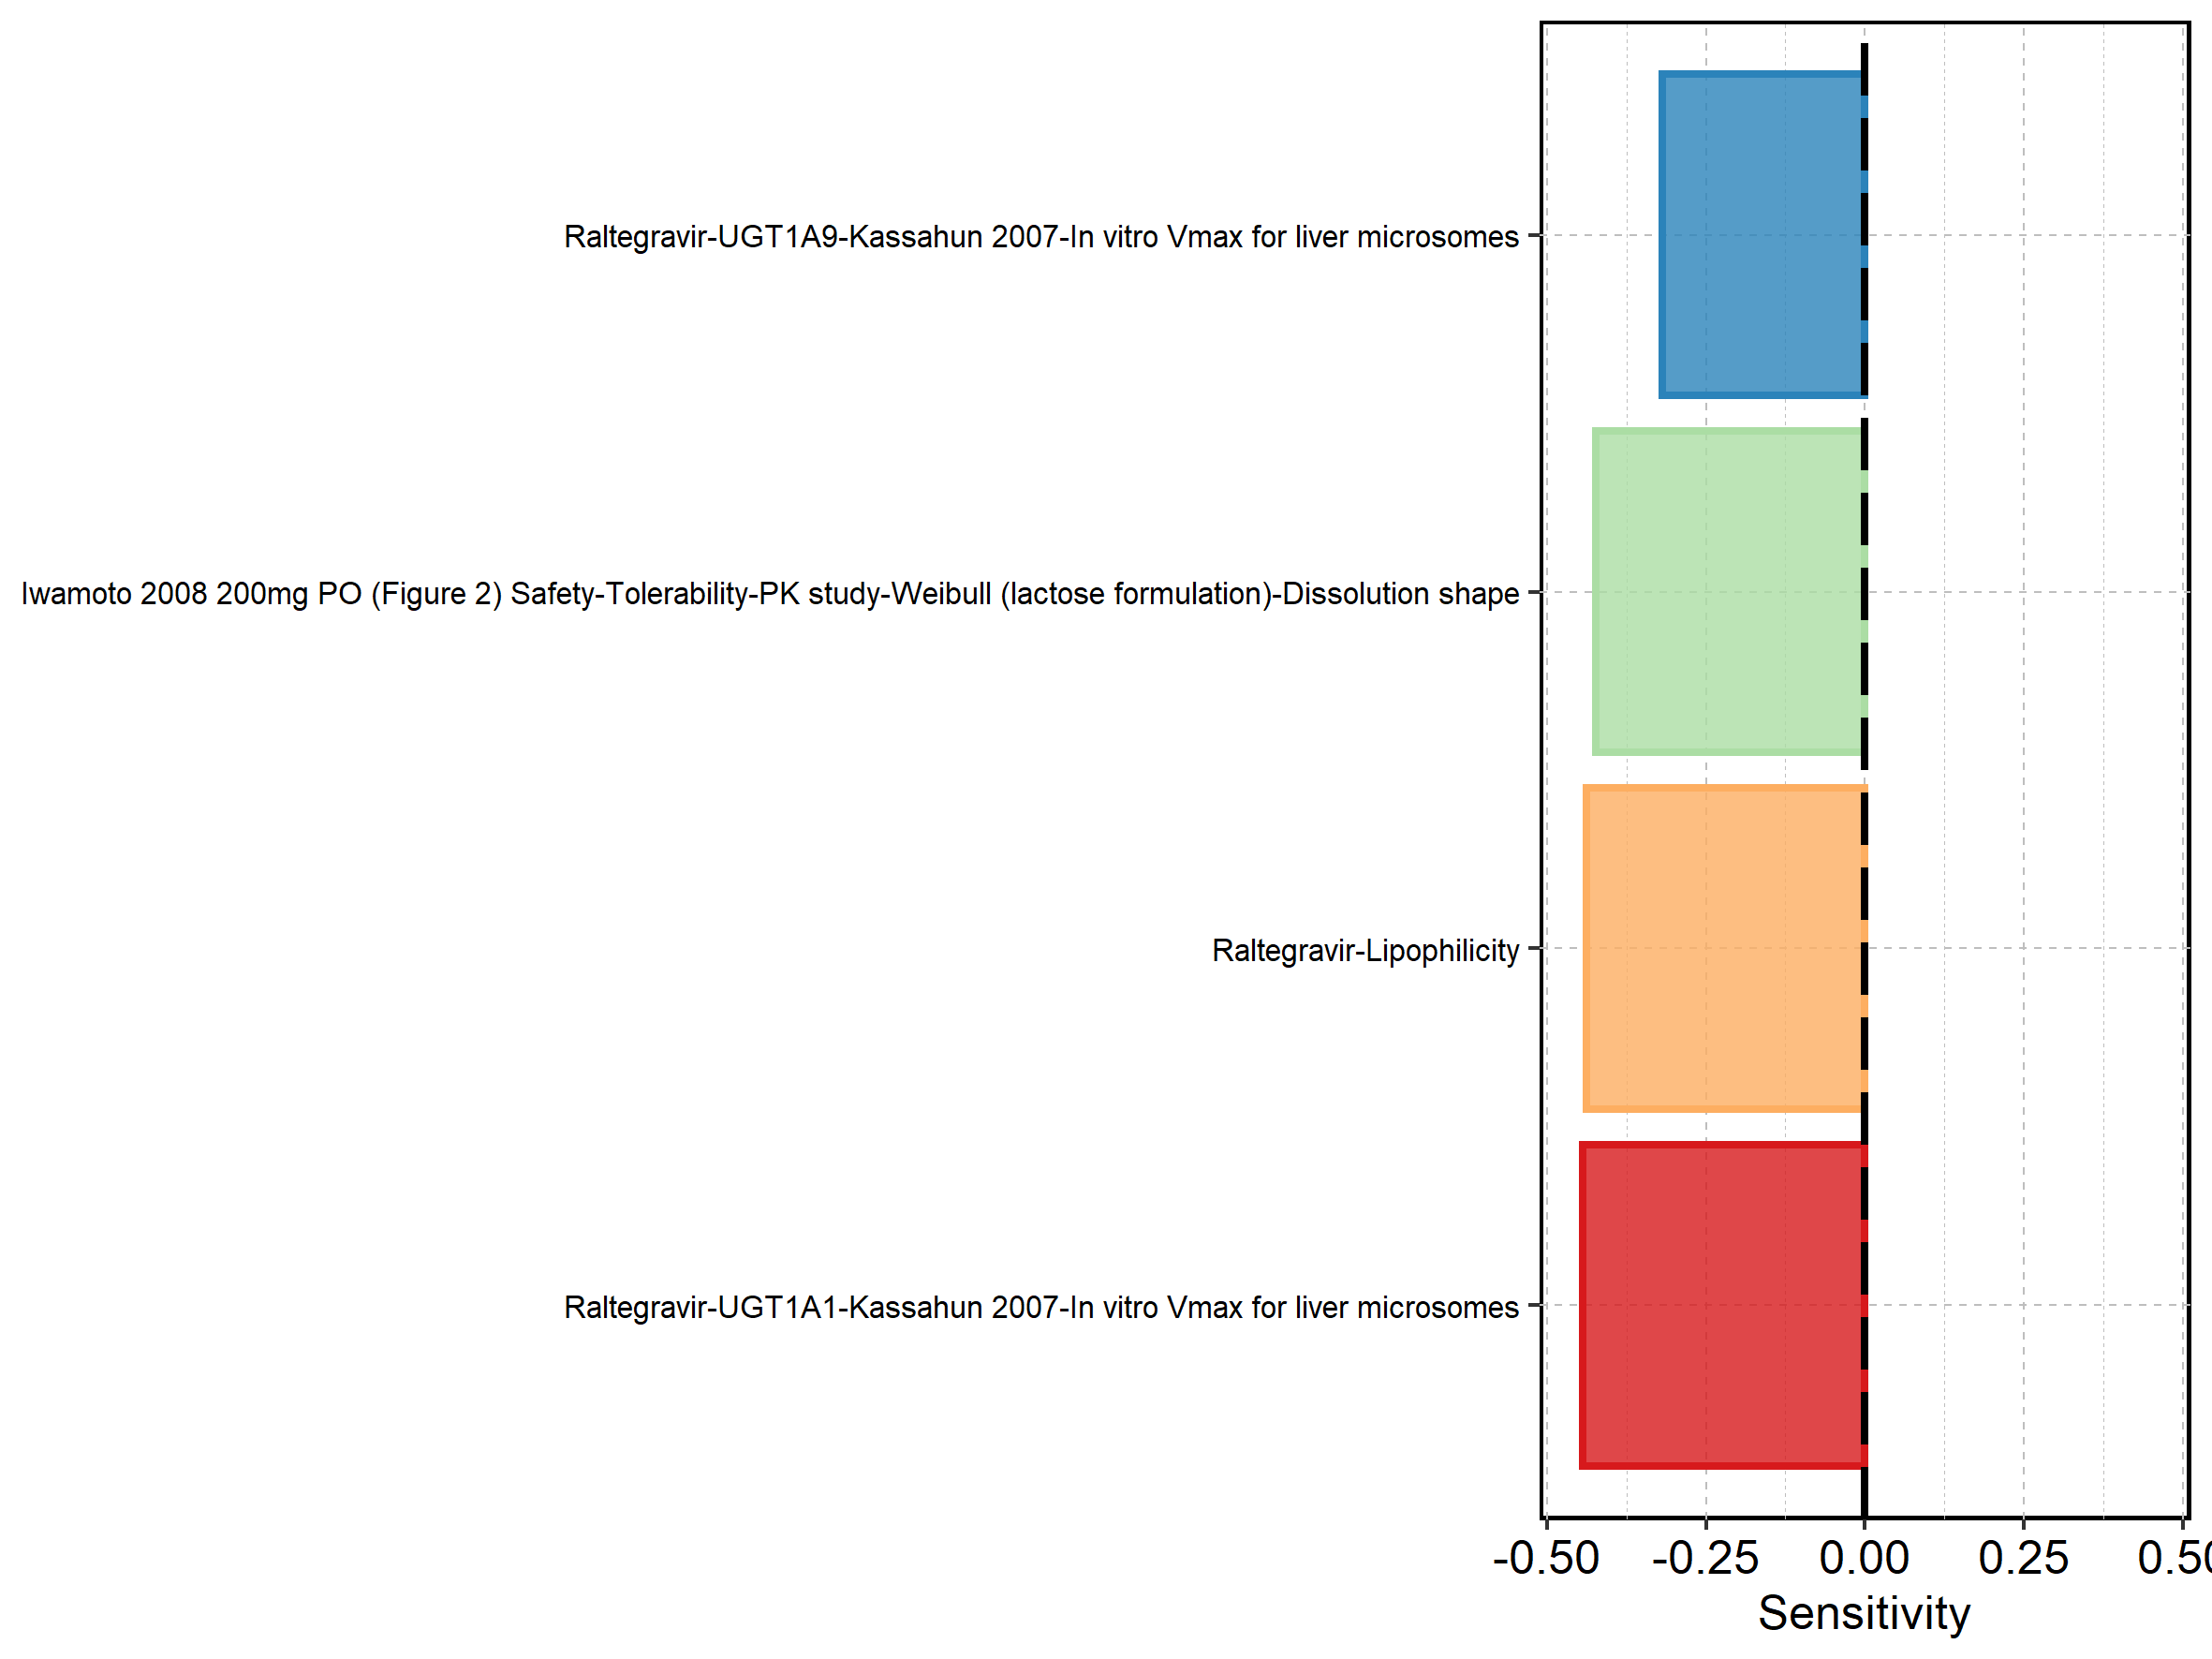 Raltegravir-UGT1A9-Kassahun 2007-In vitro Vmax for liver microsomes
Iwamoto 2008 200mg PO (Figure 2) Safety-Tolerability-PK study-Weibull (lactose formulation)-Dissolution shape
Raltegravir-Lipophilicity
Raltegravir-UGT1A1-Kassahun 2007-In vitro Vmax for liver microsomes
-0.50 -0.25 0.00 0.25 0.50
Sensitivity